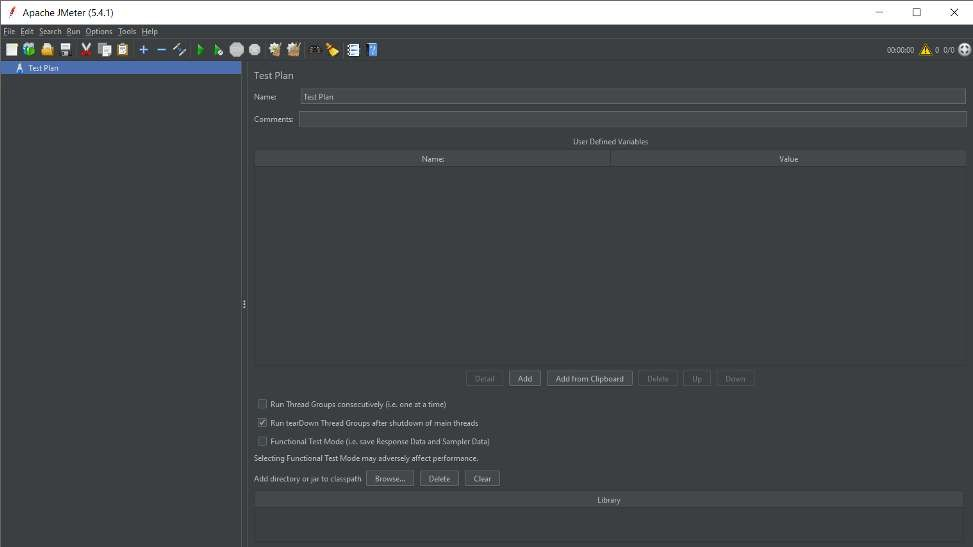 Apache JMeter (5.4.1)
File Edit Search Run Options Tools Help
00:00:00 0 0/0
Test Plan
Test Plan
Name: Test Plan
Comments:
User Defined Variables
Name: Value
Detail Add Add from Clipboard Delete Up Down
Run Thread Groups consecutively (i.e. one at a time)
Run tearDown Thread Groups after shutdown of main threads
Functional Test Mode (i.e. save Response Data and Sampler Data)
Selecting Functional Test Mode may adversely affect performance.
Add directory or jar to classpath Browse... Delete Clear
Library